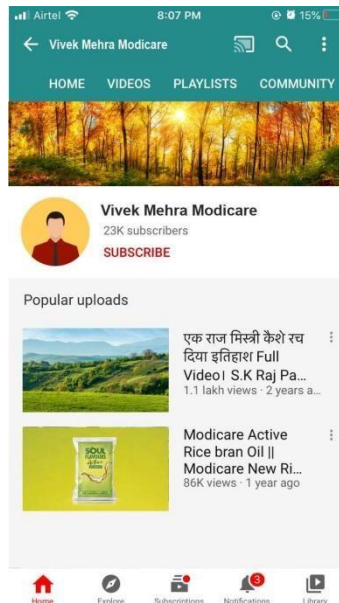 Airtel 8:07 PM 15%
Vivek Mehra Modicare
HOME VIDEOS PLAYLISTS COMMUNITY
Vivek Mehra Modicare
23K subscribers
SUBSCRIBE
Popular uploads
एक राज मिस्त्री कैशे रच
दिया इतिहाश Full
Video। S.K Raj Pa...
1.1 lakh views · 2 years a...
SOUL
FLAVOURS
Modicare Active
Rice bran Oil ||
Modicare New Ri...
86K views · 1 year ago
3
Home Explore Subscriptions Notifications Library